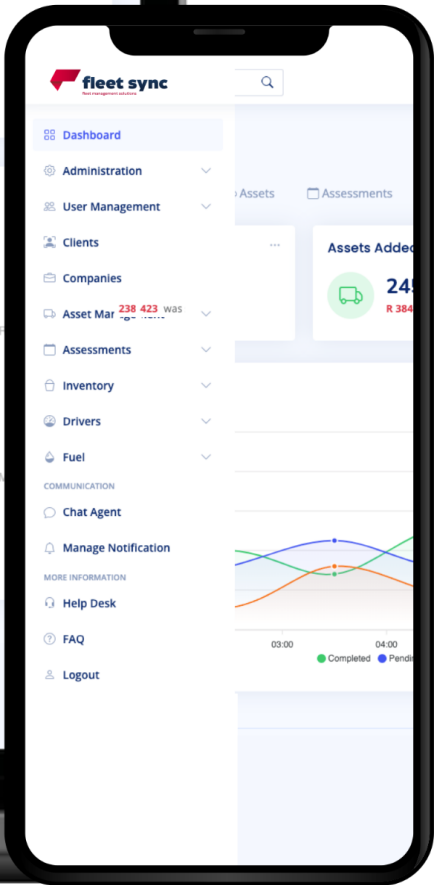 fleet sync
fleet management solutions
Dashboard
Administration
User Management
Clients
Companies
Asset Mar
238 423 was
Assessments
Inventory
Drivers
Fuel
COMMUNICATION
Chat Agent
Manage Notification
MORE INFORMATION
Help Desk
FAQ
Logout
Assets
Assessments
...
Assets Added
245
R 384
03:00
04:00
Completed
Pendi